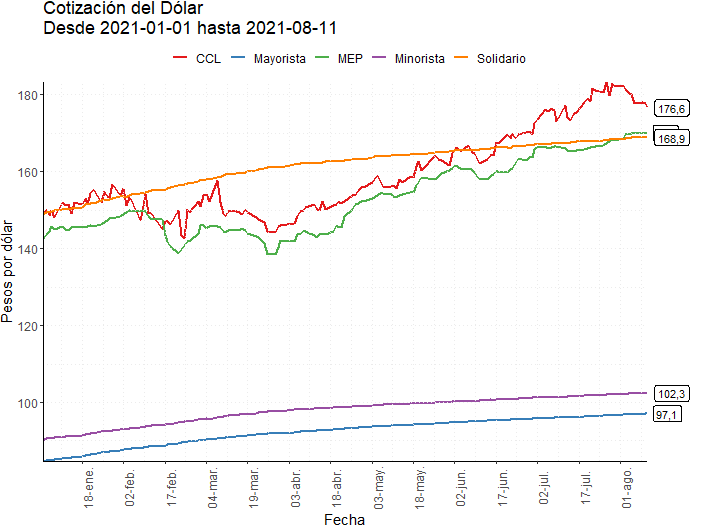 Cotización del Dólar
Desde 2021-01-01 hasta 2021-08-11
CCL Mayorista MEP Minorista Solidario
Pesos por dólar
180
160
140
120
100
176,6
168,9
102,3
97,1
18-ene. 02-feb. 17-feb. 04-mar. 19-mar. 03-abr. 18-abr. 03-may. 18-may. 02-jun. 17-jun. 02-jul. 17-jul. 01-ago.
Fecha